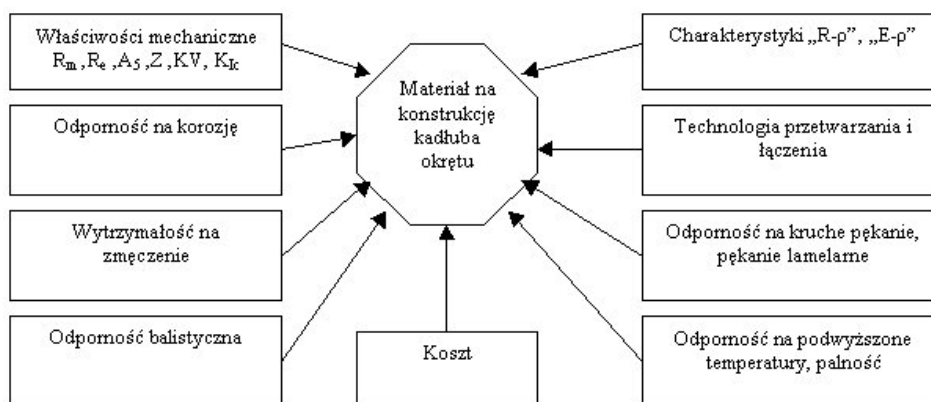 Właściwości mechaniczne
Rm ,Re ,A5 ,Z ,KV, KIc
Odporność na korozję
Wytrzymałość na
zmęczenie
Odporność balistyczna
Materiał na
konstrukcję
kadłuba
okrętu
Koszt
Charakterystyki „R-ρ”, „E-ρ”
Technologia przetwarzania i
łączenia
Odporność na kruche pękanie,
pękanie lamelarne
Odporność na podwyższone
temperatury, palność